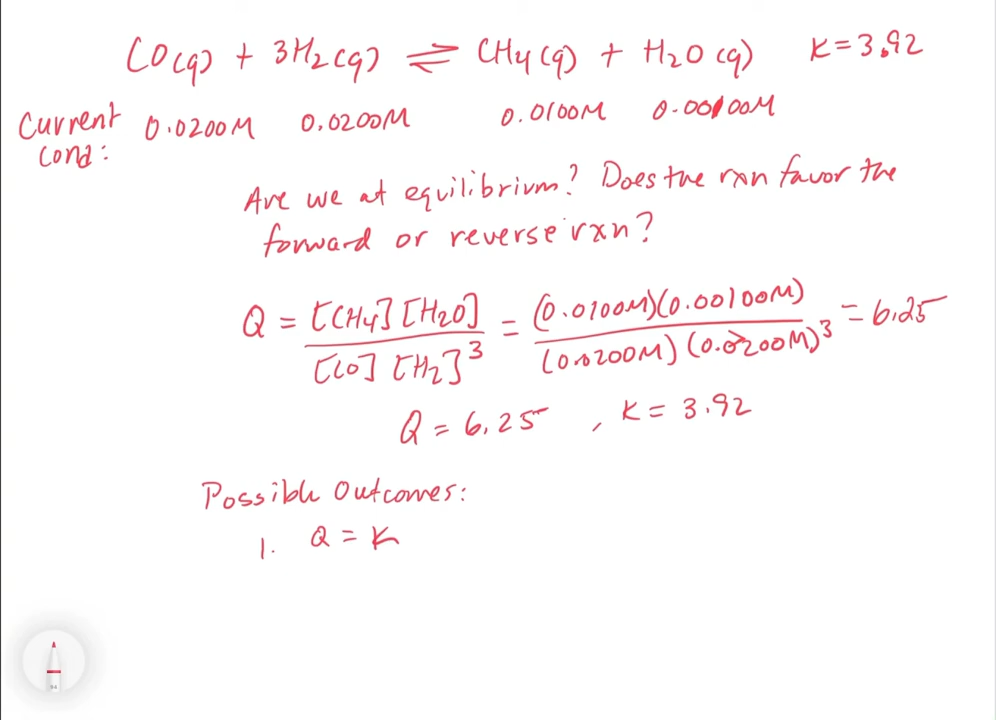 CO(g) + 3H2(g) ⇌ CH4(g) + H2O(g) K=3.92
Current 0.0200M 0.0200M 0.0100M 0.00100M
Cond:
Are we at equilibrium? Does the rxn favor the
forward or reverse rxn?
Q = [CH4][H2O] / [CO][H2]^3 = (0.0100M)(0.00100M) / (0.0200M)(0.0200M)^3 = 6.25
Q = 6.25 , K = 3.92
Possible Outcomes:
1. Q = K